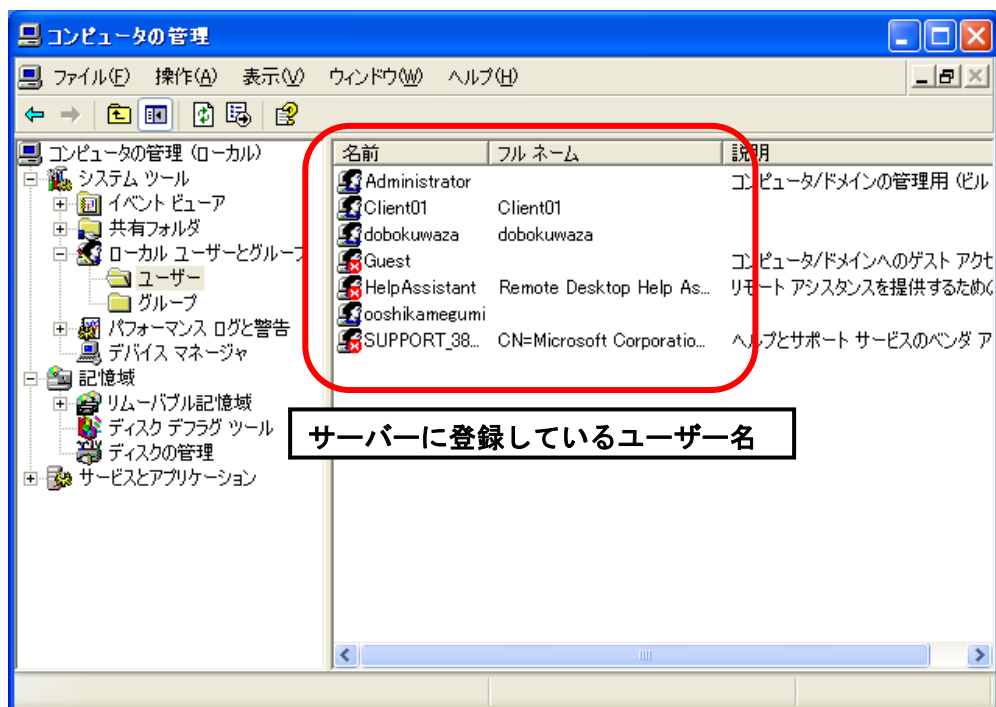 コンピュータの管理
ファイル(F) 操作(A) 表示(V) ウィンドウ(W) ヘルプ(H)
コンピュータの管理 (ローカル)
システム ツール
イベント ビューア
共有フォルダ
ローカル ユーザーとグループ
ユーザー
グループ
パフォーマンス ログと警告
デバイス マネージャ
記憶域
リムーバブル記憶域
ディスク デフラグ ツール
ディスクの管理
サービスとアプリケーション
名前 フル ネーム 説明
Administrator コンピュータ/ドメインの管理用 (ビル
Client01 Client01
dobokuwaza dobokuwaza
Guest コンピュータ/ドメインへのゲスト アクセ
HelpAssistant Remote Desktop Help As... リモート アシスタンスを提供するための
ooshikamegumi
SUPPORT_38... CN=Microsoft Corporatio... ヘルプとサポート サービスのベンダ ア
サーバーに登録しているユーザー名